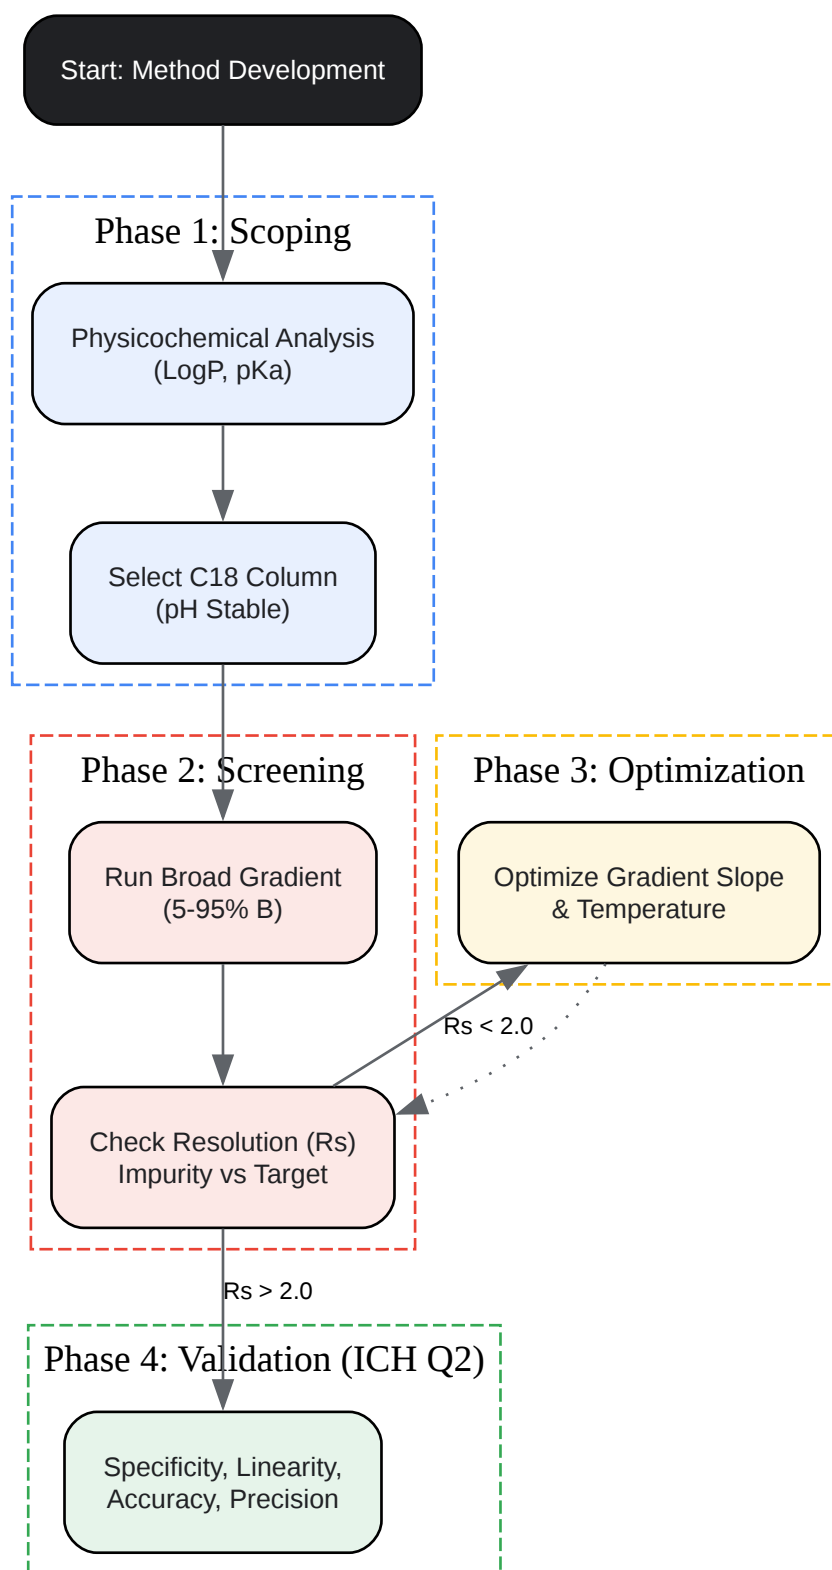 Start: Method Development
Phase 1: Scoping
Physicochemical Analysis
(LogP, pKa)
Select C18 Column
(pH Stable)
Phase 2: Screening
Run Broad Gradient
(5-95% B)
Phase 3: Optimization
Optimize Gradient Slope
& Temperature
Rs < 2.0
Check Resolution (Rs)
Impurity vs Target
Rs > 2.0
Phase 4: Validation (ICH Q2)
Specificity, Linearity,
Accuracy, Precision